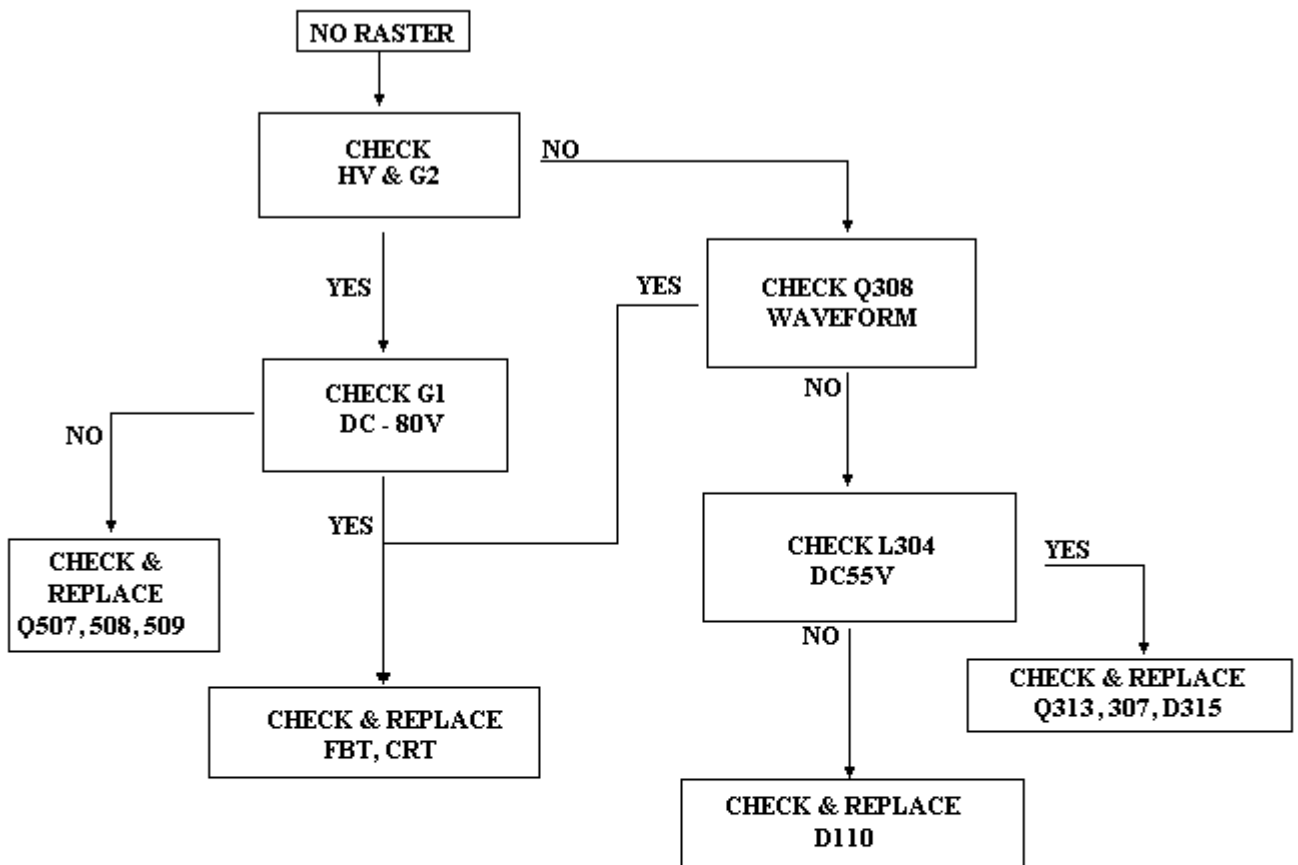 NO RASTER
CHECK
HV & G2
NO
YES
CHECK Q308
WAVEFORM
YES
CHECK G1
DC - 80V
NO
NO
YES
CHECK L304
DC55V
YES
CHECK &
REPLACE
Q507, 508, 509
NO
CHECK & REPLACE
Q313, 307, D315
CHECK & REPLACE
FBT, CRT
CHECK & REPLACE
D110